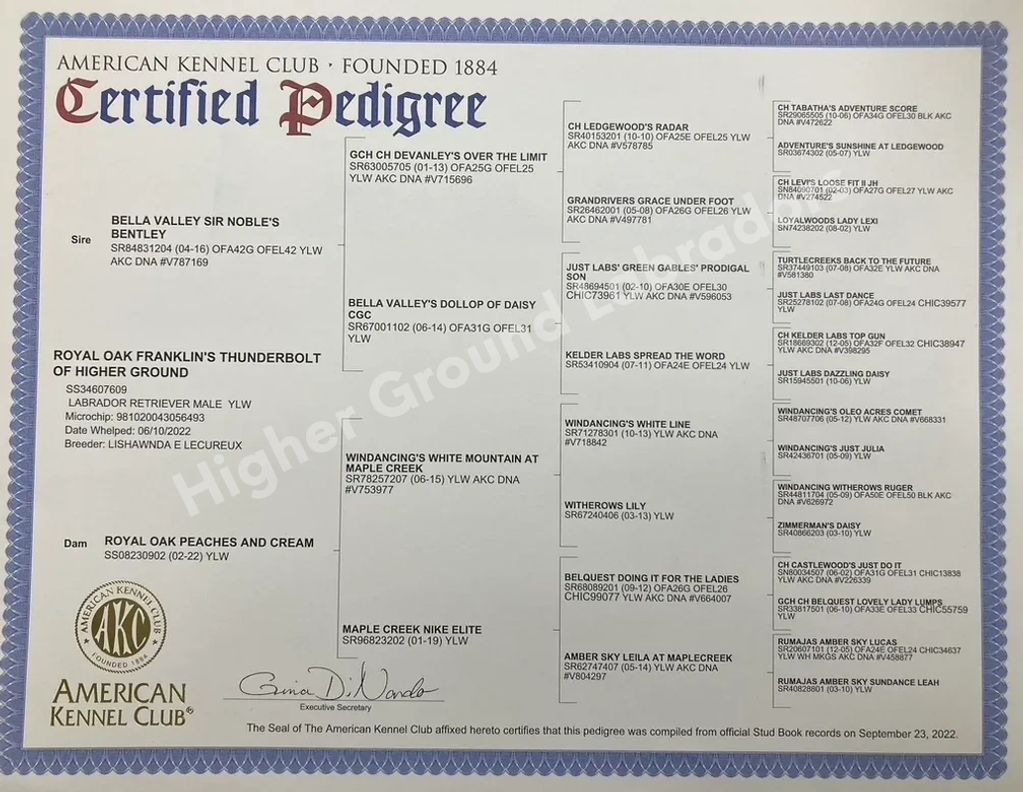 AMERICAN KENNEL CLUB · FOUNDED 1884
Certified Pedigree
Sire
BELLA VALLEY SIR NOBLE'S
BENTLEY
SR84831204 (04-16) OFA42G OFEL42 YLW
AKC DNA #V787169
ROYAL OAK FRANKLIN'S THUNDERBOLT
OF HIGHER GROUND
SS34607609
LABRADOR RETRIEVER MALE YLW
Microchip: 981020043056493
Date Whelped: 06/10/2022
Breeder: LISHAWNDA E LECUREUX
Dam
ROYAL OAK PEACHES AND CREAM
SS08230902 (02-22) YLW
GCH CH DEVANLEY'S OVER THE LIMIT
SR63005705 (01-13) OFA25G OFEL25
YLW AKC DNA #V715696
BELLA VALLEY'S DOLLOP OF DAISY
CGC
SR67001102 (06-14) OFA31G OFEL31
YLW
WINDANCING'S WHITE MOUNTAIN AT
MAPLE CREEK
SR78257207 (06-15) YLW AKC DNA
#V753977
MAPLE CREEK NIKE ELITE
SR96823202 (01-19) YLW
CH LEDGEWOOD'S RADAR
SR40153201 (10-10) OFA25E OFEL25 YLW
AKC DNA #V578785
GRANDRIVERS GRACE UNDER FOOT
SR26462001 (05-08) OFA26G OFEL26 YLW
AKC DNA #V497781
JUST LABS' GREEN GABLES' PRODIGAL
SON
SR48694501 (02-10) OFA30E OFEL30
CHIC73961 YLW AKC DNA #V596053
KELDER LABS SPREAD THE WORD
SR53410904 (07-11) OFA24E OFEL24 YLW
WINDANCING'S WHITE LINE
SR71278301 (10-13) YLW AKC DNA
#V718842
WITHEROWS LILY
SR67240406 (03-13) YLW
BELQUEST DOING IT FOR THE LADIES
SR68089201 (09-12) OFA26G OFEL26
CHIC99077 YLW AKC DNA #V664007
AMBER SKY LEILA AT MAPLECREEK
SR62747407 (05-14) YLW AKC DNA
#V804297
CH TABATHA'S ADVENTURE SCORE
SR29065505 (10-06) OFA34G OFEL30 BLK AKC
DNA #V472622
ADVENTURE'S SUNSHINE AT LEDGEWOOD
SR03674302 (05-07) YLW
CH LEVI'S LOOSE FIT II JH
SN84090701 (02-03) OFA27G OFEL27 YLW AKC
DNA #V274522
LOYALWOODS LADY LEXI
SN74238202 (08-02) YLW
TURTLECREEKS BACK TO THE FUTURE
SR37449103 (07-08) OFA32E YLW AKC DNA
#V581380
JUST LABS LAST DANCE
SR25278102 (07-08) OFA24G OFEL24 CHIC39577
YLW
CH KELDER LABS TOP GUN
SR18669302 (12-05) OFA32F OFEL32 CHIC38947
YLW AKC DNA #V398295
JUST LABS DAZZLING DAISY
SR15945501 (10-06) YLW
WINDANCING'S OLEO ACRES COMET
SR48707706 (05-12) YLW AKC DNA #V668331
WINDANCING'S JUST JULIA
SR42436701 (05-09) YLW
WINDANCING WITHEROWS RUGER
SR44811704 (05-09) OFA50E OFEL50 BLK AKC
DNA #V626972
ZIMMERMAN'S DAISY
SR40866203 (03-10) YLW
CH CASTLEWOOD'S JUST DO IT
SN80034507 (06-02) OFA31G OFEL31 CHIC13838
YLW AKC DNA #V226339
GCH CH BELQUEST LOVELY LADY LUMPS
SR33817501 (06-10) OFA33E OFEL33 CHIC55759
YLW
RUMAJAS AMBER SKY LUCAS
SR20607101 (12-05) OFA24E OFEL24 CHIC34637
YLW WH MKGS AKC DNA #V458877
RUMAJAS AMBER SKY SUNDANCE LEAH
SR40828801 (03-10) YLW
Higher Ground Labradors
AMERICAN KENNEL CLUB
AKC
FOUNDED 1884
AMERICAN
KENNEL CLUB®
Gina DiNardo
Executive Secretary
The Seal of The American Kennel Club affixed hereto certifies that this pedigree was compiled from official Stud Book records on September 23, 2022.